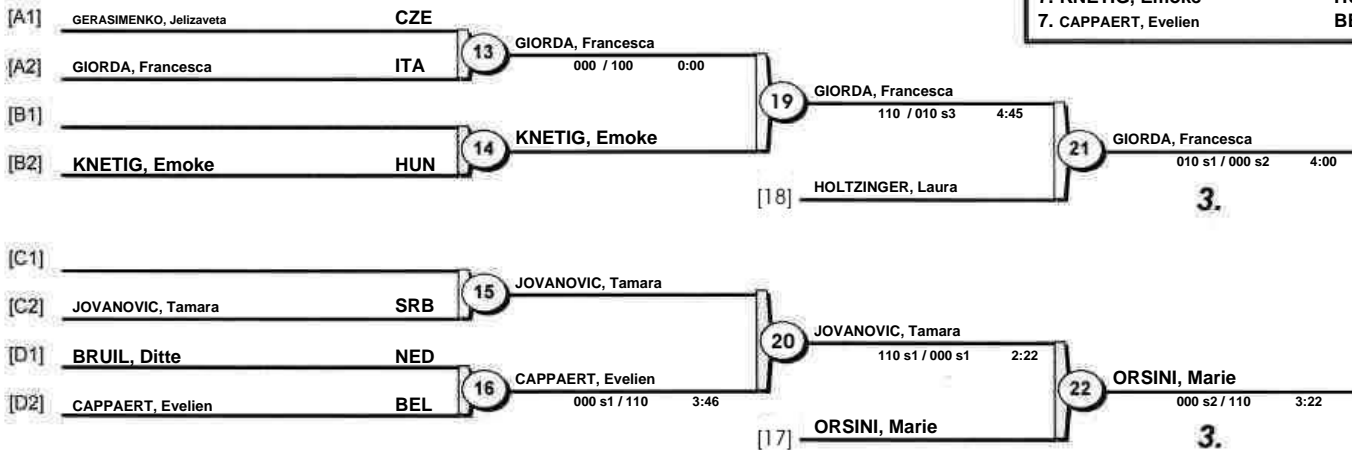 7. CAPPAERT, Evelien BE
[A1] GERASIMENKO, Jelizaveta CZE
13 GIORDA, Francesca
000 / 100 0:00
[A2] GIORDA, Francesca ITA
19 GIORDA, Francesca
110 / 010 s3 4:45
[B1]
14 KNETIG, Emoke
[B2] KNETIG, Emoke HUN
21 GIORDA, Francesca
010 s1 / 000 s2 4:00
[18] HOLTZINGER, Laura
3.
[C1]
15 JOVANOVIC, Tamara
[C2] JOVANOVIC, Tamara SRB
20 JOVANOVIC, Tamara
110 s1 / 000 s1 2:22
[D1] BRUIL, Ditte NED
16 CAPPAERT, Evelien
000 s1 / 110 3:46
[D2] CAPPAERT, Evelien BEL
22 ORSINI, Marie
000 s2 / 110 3:22
[17] ORSINI, Marie
3.